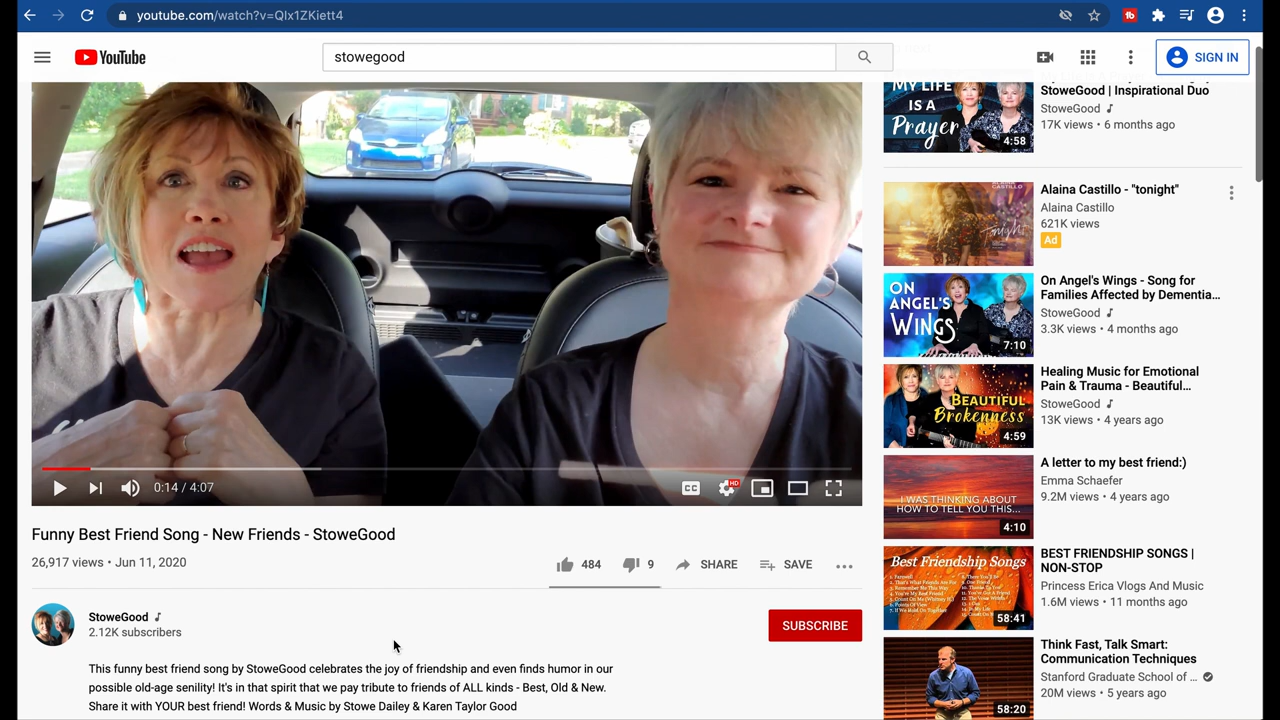 youtube.com/watch?v=QIx1ZKiett4
YouTube
stowegood
SIGN IN
0:14 / 4:07
CC
HD
Funny Best Friend Song - New Friends - StoweGood
26,917 views • Jun 11, 2020
484
9
SHARE
SAVE
StoweGood
2.12K subscribers
SUBSCRIBE
This funny best friend song by StoweGood celebrates the joy of friendship and even finds humor in our
possible old-age senility! It's in that spirit that we pay tribute to friends of ALL kinds - Best, Old & New.
Share it with YOUR best friend! Words & Music by Stowe Dailey & Karen Taylor Good
MY LIFE
IS A
Prayer
4:58
StoweGood | Inspirational Duo
StoweGood
17K views • 6 months ago
ALAINA
CASTILLO
tonight
Alaina Castillo - "tonight"
Alaina Castillo
621K views
Ad
ON
ANGEL'S
WINGS
7:10
On Angel's Wings - Song for
Families Affected by Dementia...
StoweGood
3.3K views • 4 months ago
BEAUTIFUL
Brokenness
4:59
Healing Music for Emotional
Pain & Trauma - Beautiful...
StoweGood
13K views • 4 years ago
I WAS THINKING ABOUT
HOW TO TELL YOU THIS...
4:10
A letter to my best friend:)
Emma Schaefer
9.2M views • 4 years ago
Best Friendship Songs
58:41
BEST FRIENDSHIP SONGS |
NON-STOP
Princess Erica Vlogs And Music
1.6M views • 11 months ago
58:20
Think Fast, Talk Smart:
Communication Techniques
Stanford Graduate School of ...
20M views • 5 years ago